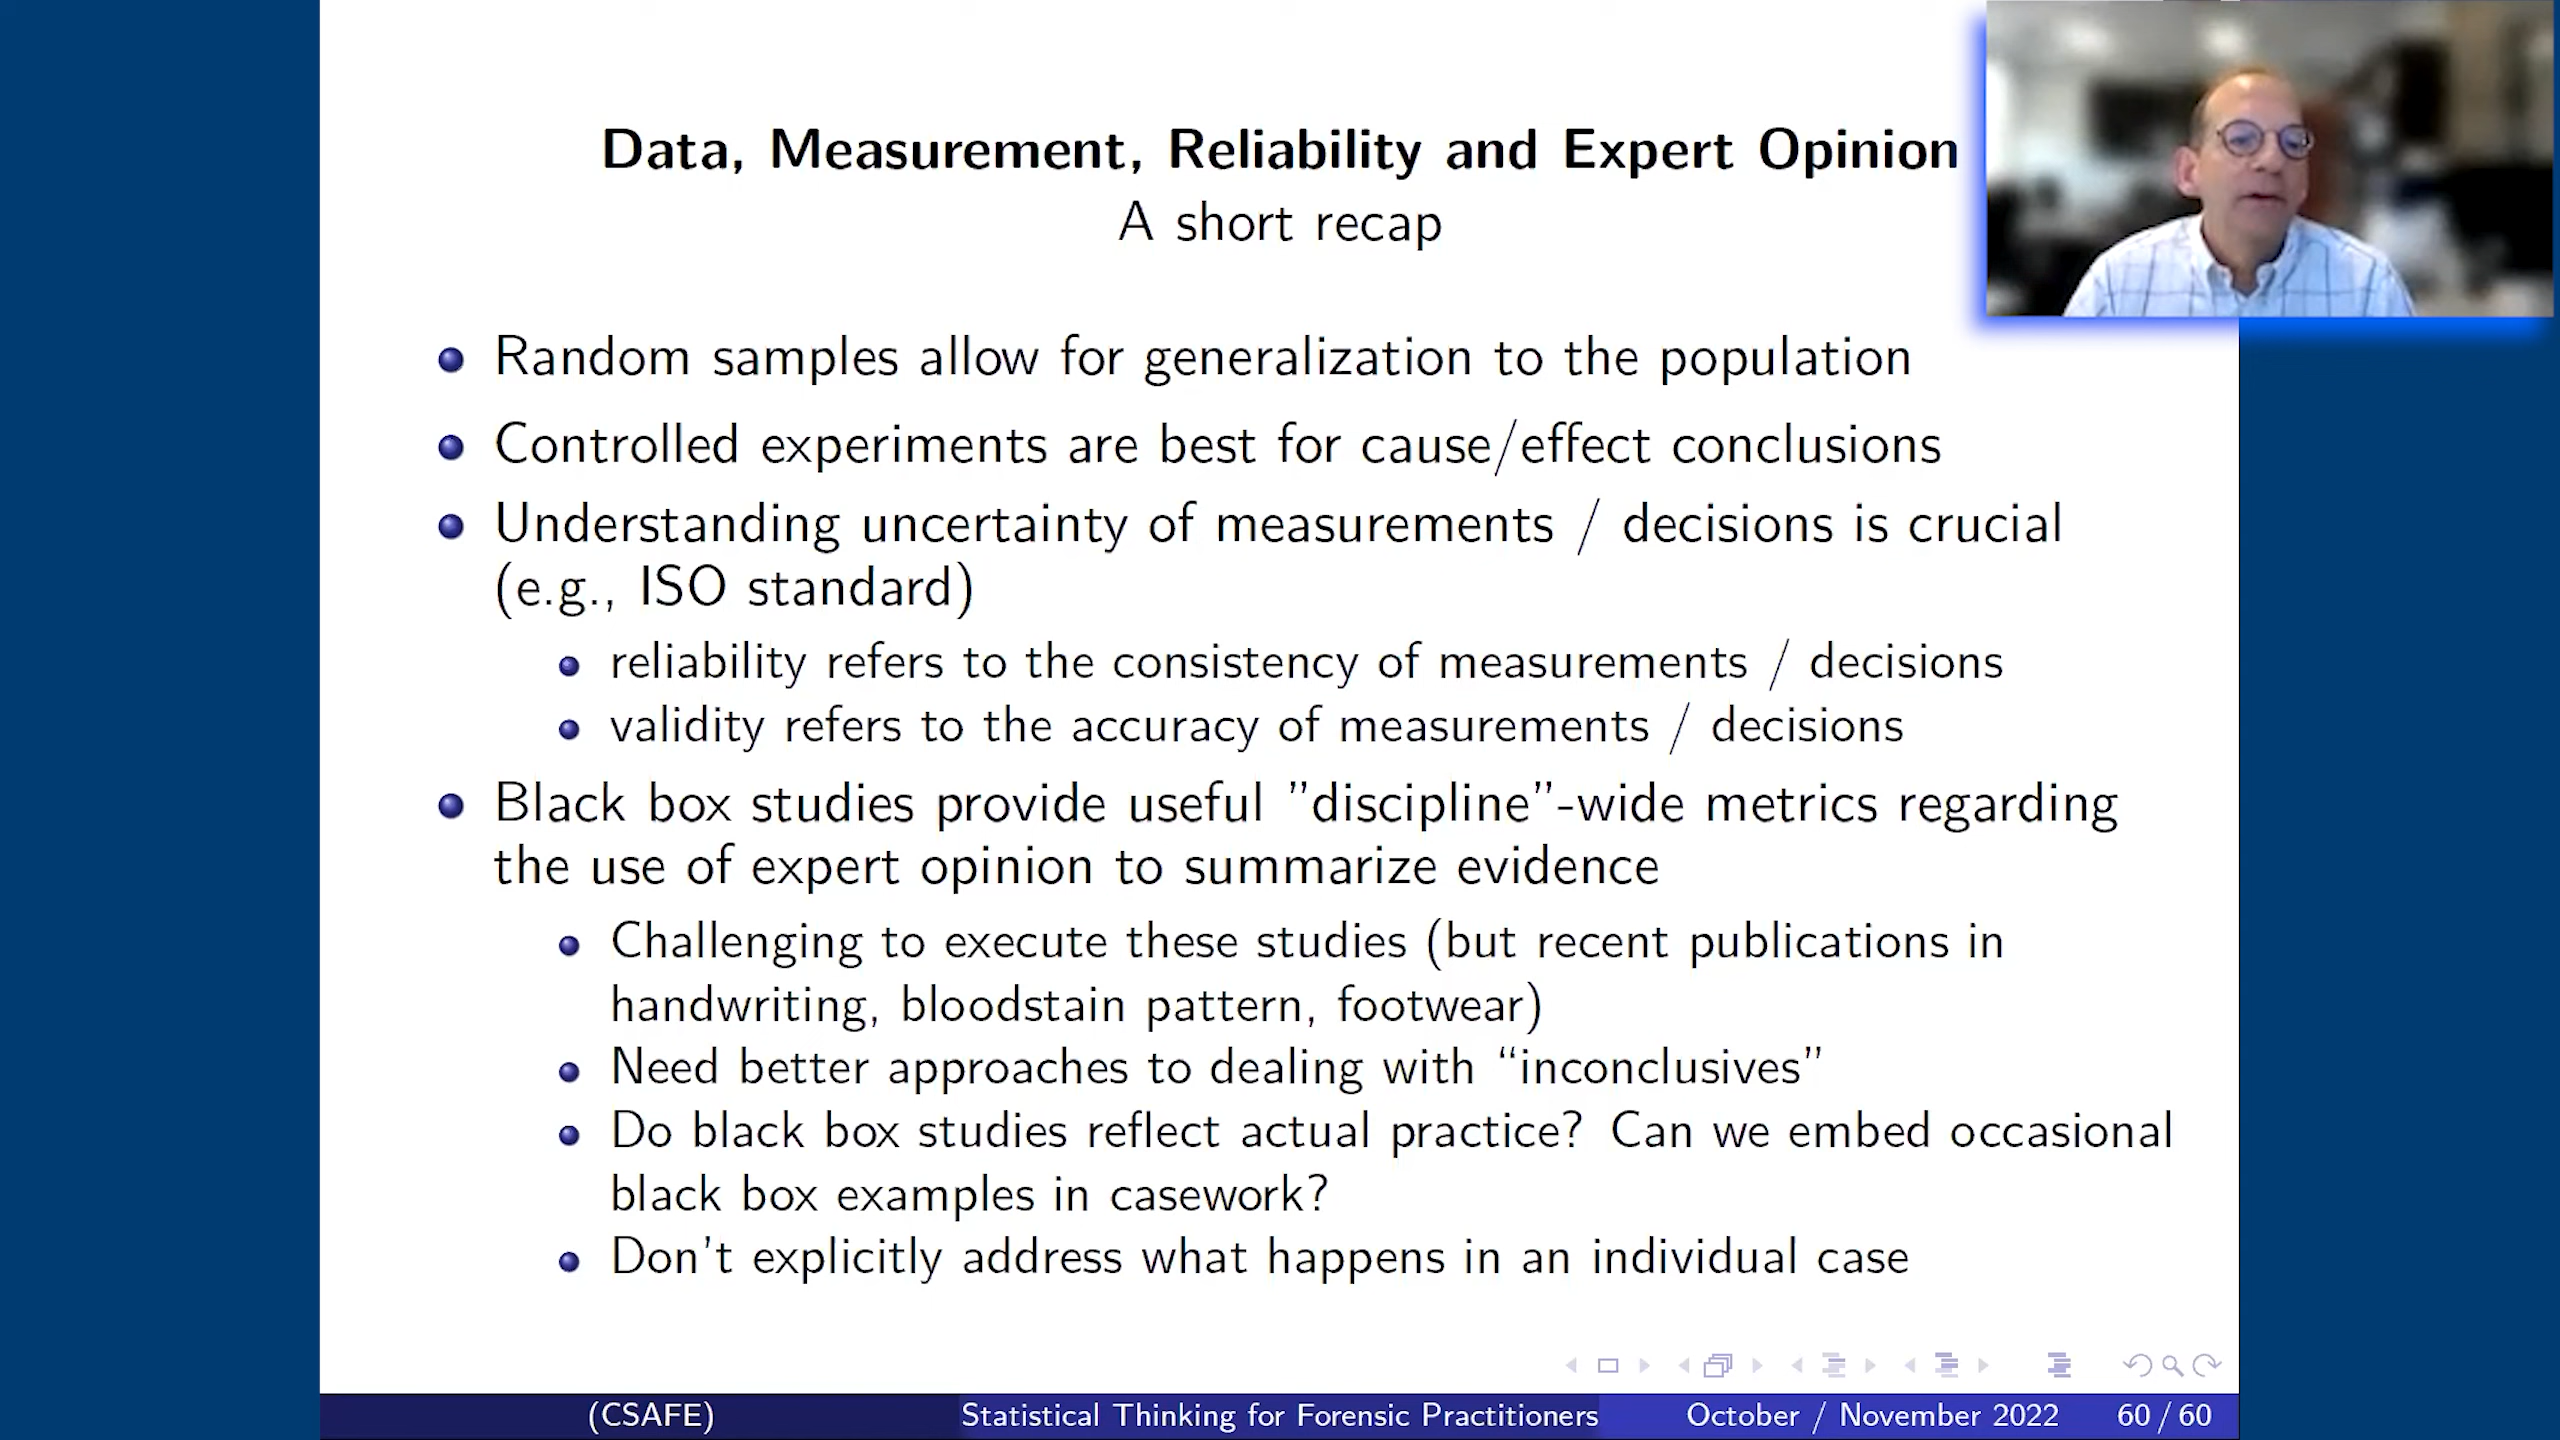 Data, Measurement, Reliability and Expert Opinion
A short recap
Random samples allow for generalization to the population
Controlled experiments are best for cause/effect conclusions
Understanding uncertainty of measurements / decisions is crucial
(e.g., ISO standard)
reliability refers to the consistency of measurements / decisions
validity refers to the accuracy of measurements / decisions
Black box studies provide useful ”discipline”-wide metrics regarding
the use of expert opinion to summarize evidence
Challenging to execute these studies (but recent publications in
handwriting, bloodstain pattern, footwear)
Need better approaches to dealing with “inconclusives”
Do black box studies reflect actual practice? Can we embed occasional
black box examples in casework?
Don’t explicitly address what happens in an individual case
(CSAFE) Statistical Thinking for Forensic Practitioners October / November 2022 60 / 60